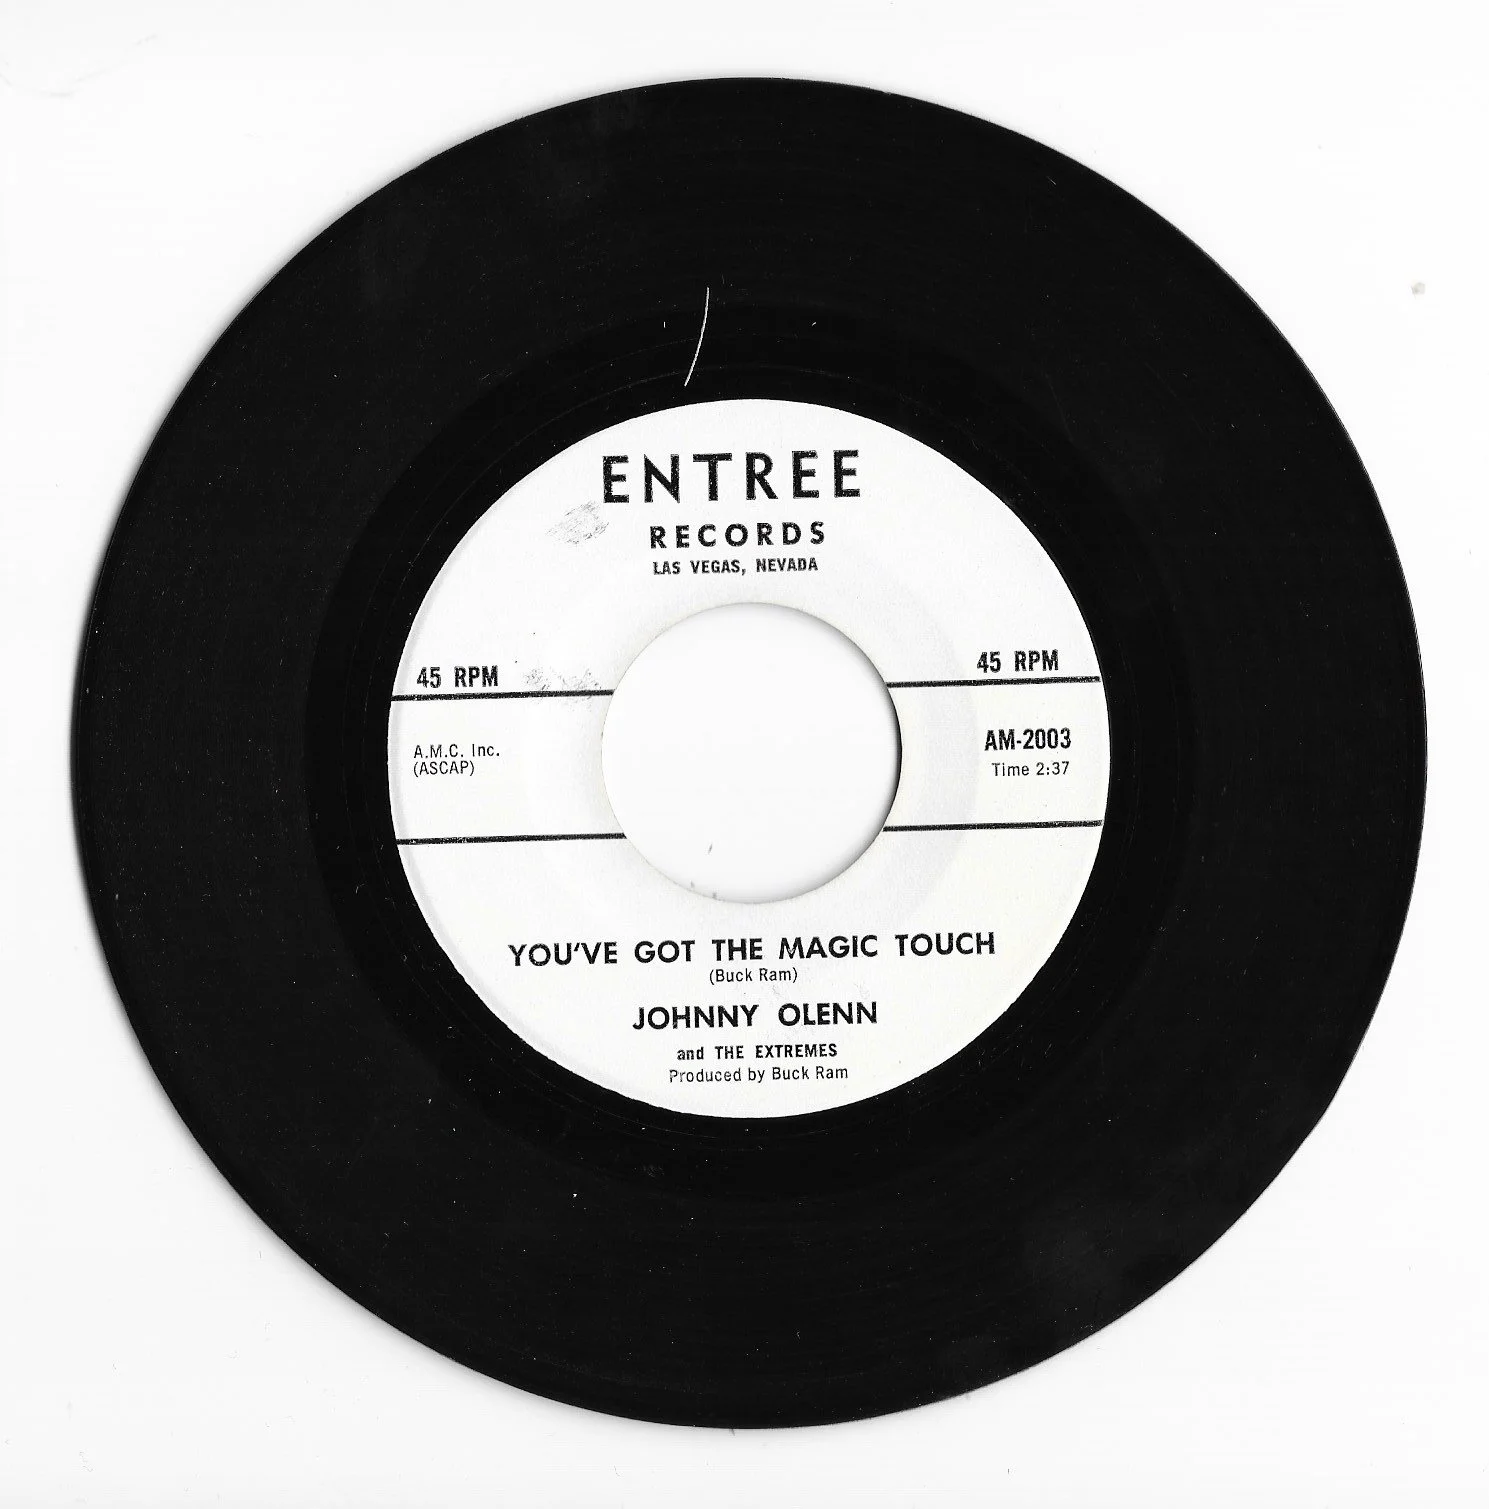 ENTREE
RECORDS
LAS VEGAS, NEVADA
45 RPM
45 RPM
A.M.C. Inc.
(ASCAP)
AM-2003
Time 2:37
YOU'VE GOT THE MAGIC TOUCH
(Buck Ram)
JOHNNY OLENN
and THE EXTREMES
Produced by Buck Ram